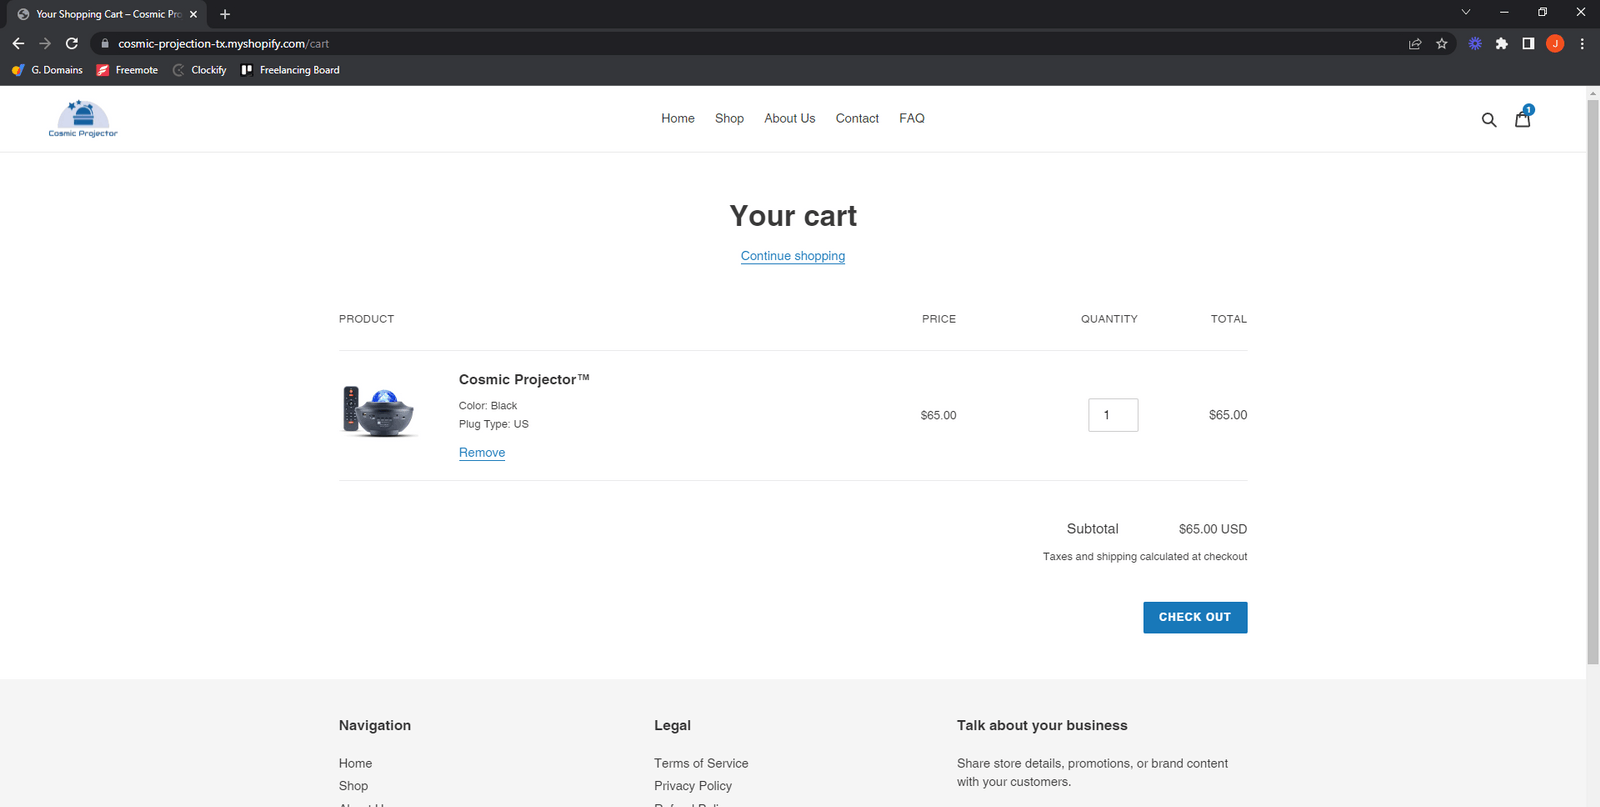 Your Shopping Cart – Cosmic Pro
cosmic-projection-tx.myshopify.com/cart
J
G. Domains
Freemote
Clockify
Freelancing Board
Cosmic Projector
Home
Shop
About Us
Contact
FAQ
1
Your cart
Continue shopping
PRODUCT
PRICE
QUANTITY
TOTAL
Cosmic Projector™
Color: Black
Plug Type: US
Remove
$65.00
1
$65.00
Subtotal
$65.00 USD
Taxes and shipping calculated at checkout
CHECK OUT
Navigation
Home
Shop
Legal
Terms of Service
Privacy Policy
Talk about your business
Share store details, promotions, or brand content
with your customers.